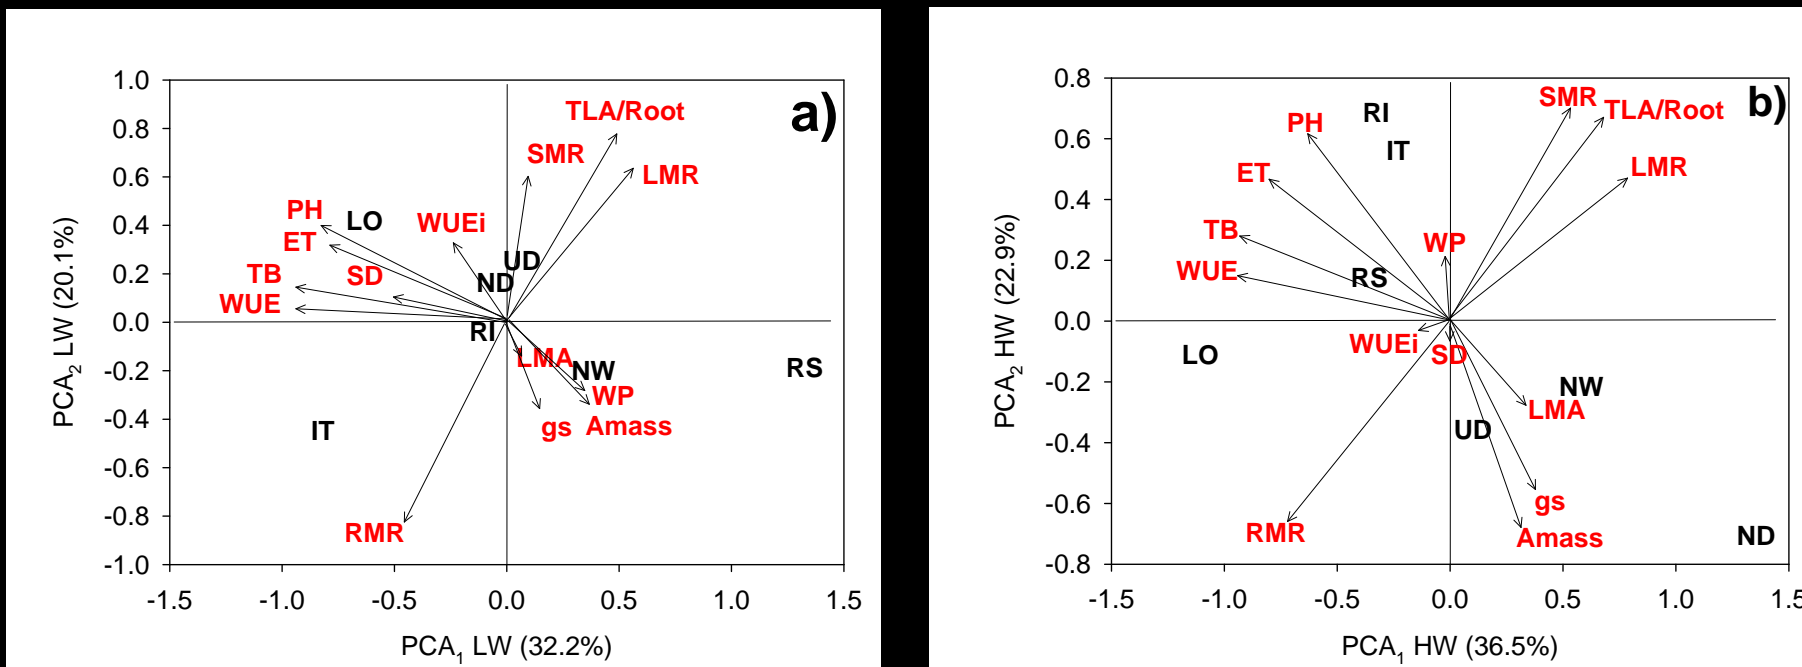 a)
1.0
0.8
0.6
0.4
0.2
0.0
-0.2
-0.4
-0.6
-0.8
-1.0
PCA2 LW (20.1%)
TLA/Root
SMR
LMR
PH
LO
WUEi
ET
UD
TB
SD
ND
WUE
RI
LMA
NW
RS
WP
IT
gs
Amass
RMR
-1.5
-1.0
-0.5
0.0
0.5
1.0
1.5
PCA1 LW (32.2%)
b)
0.8
0.6
0.4
0.2
0.0
-0.2
-0.4
-0.6
-0.8
PCA2 HW (22.9%)
SMR
RI
TLA/Root
PH
IT
ET
LMR
TB
WP
WUE
RS
WUEi
LO
SD
NW
LMA
UD
gs
RMR
Amass
ND
-1.5
-1.0
-0.5
0.0
0.5
1.0
1.5
PCA1 HW (36.5%)